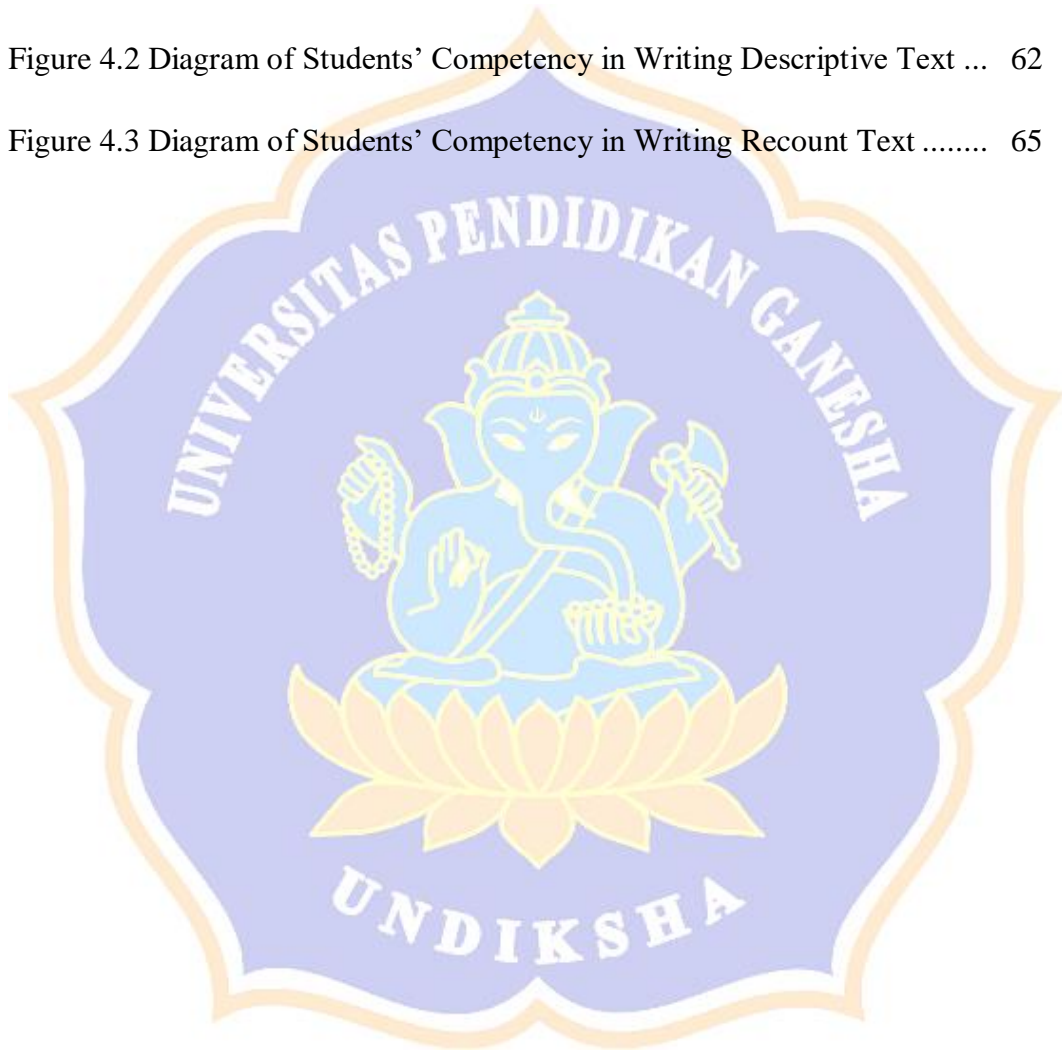 Figure 4.2 Diagram of Students’ Competency in Writing Descriptive Text ... 62
Figure 4.3 Diagram of Students’ Competency in Writing Recount Text ........ 65
UNIVERSITAS PENDIDIKAN GANESHA
UNDIKSHA